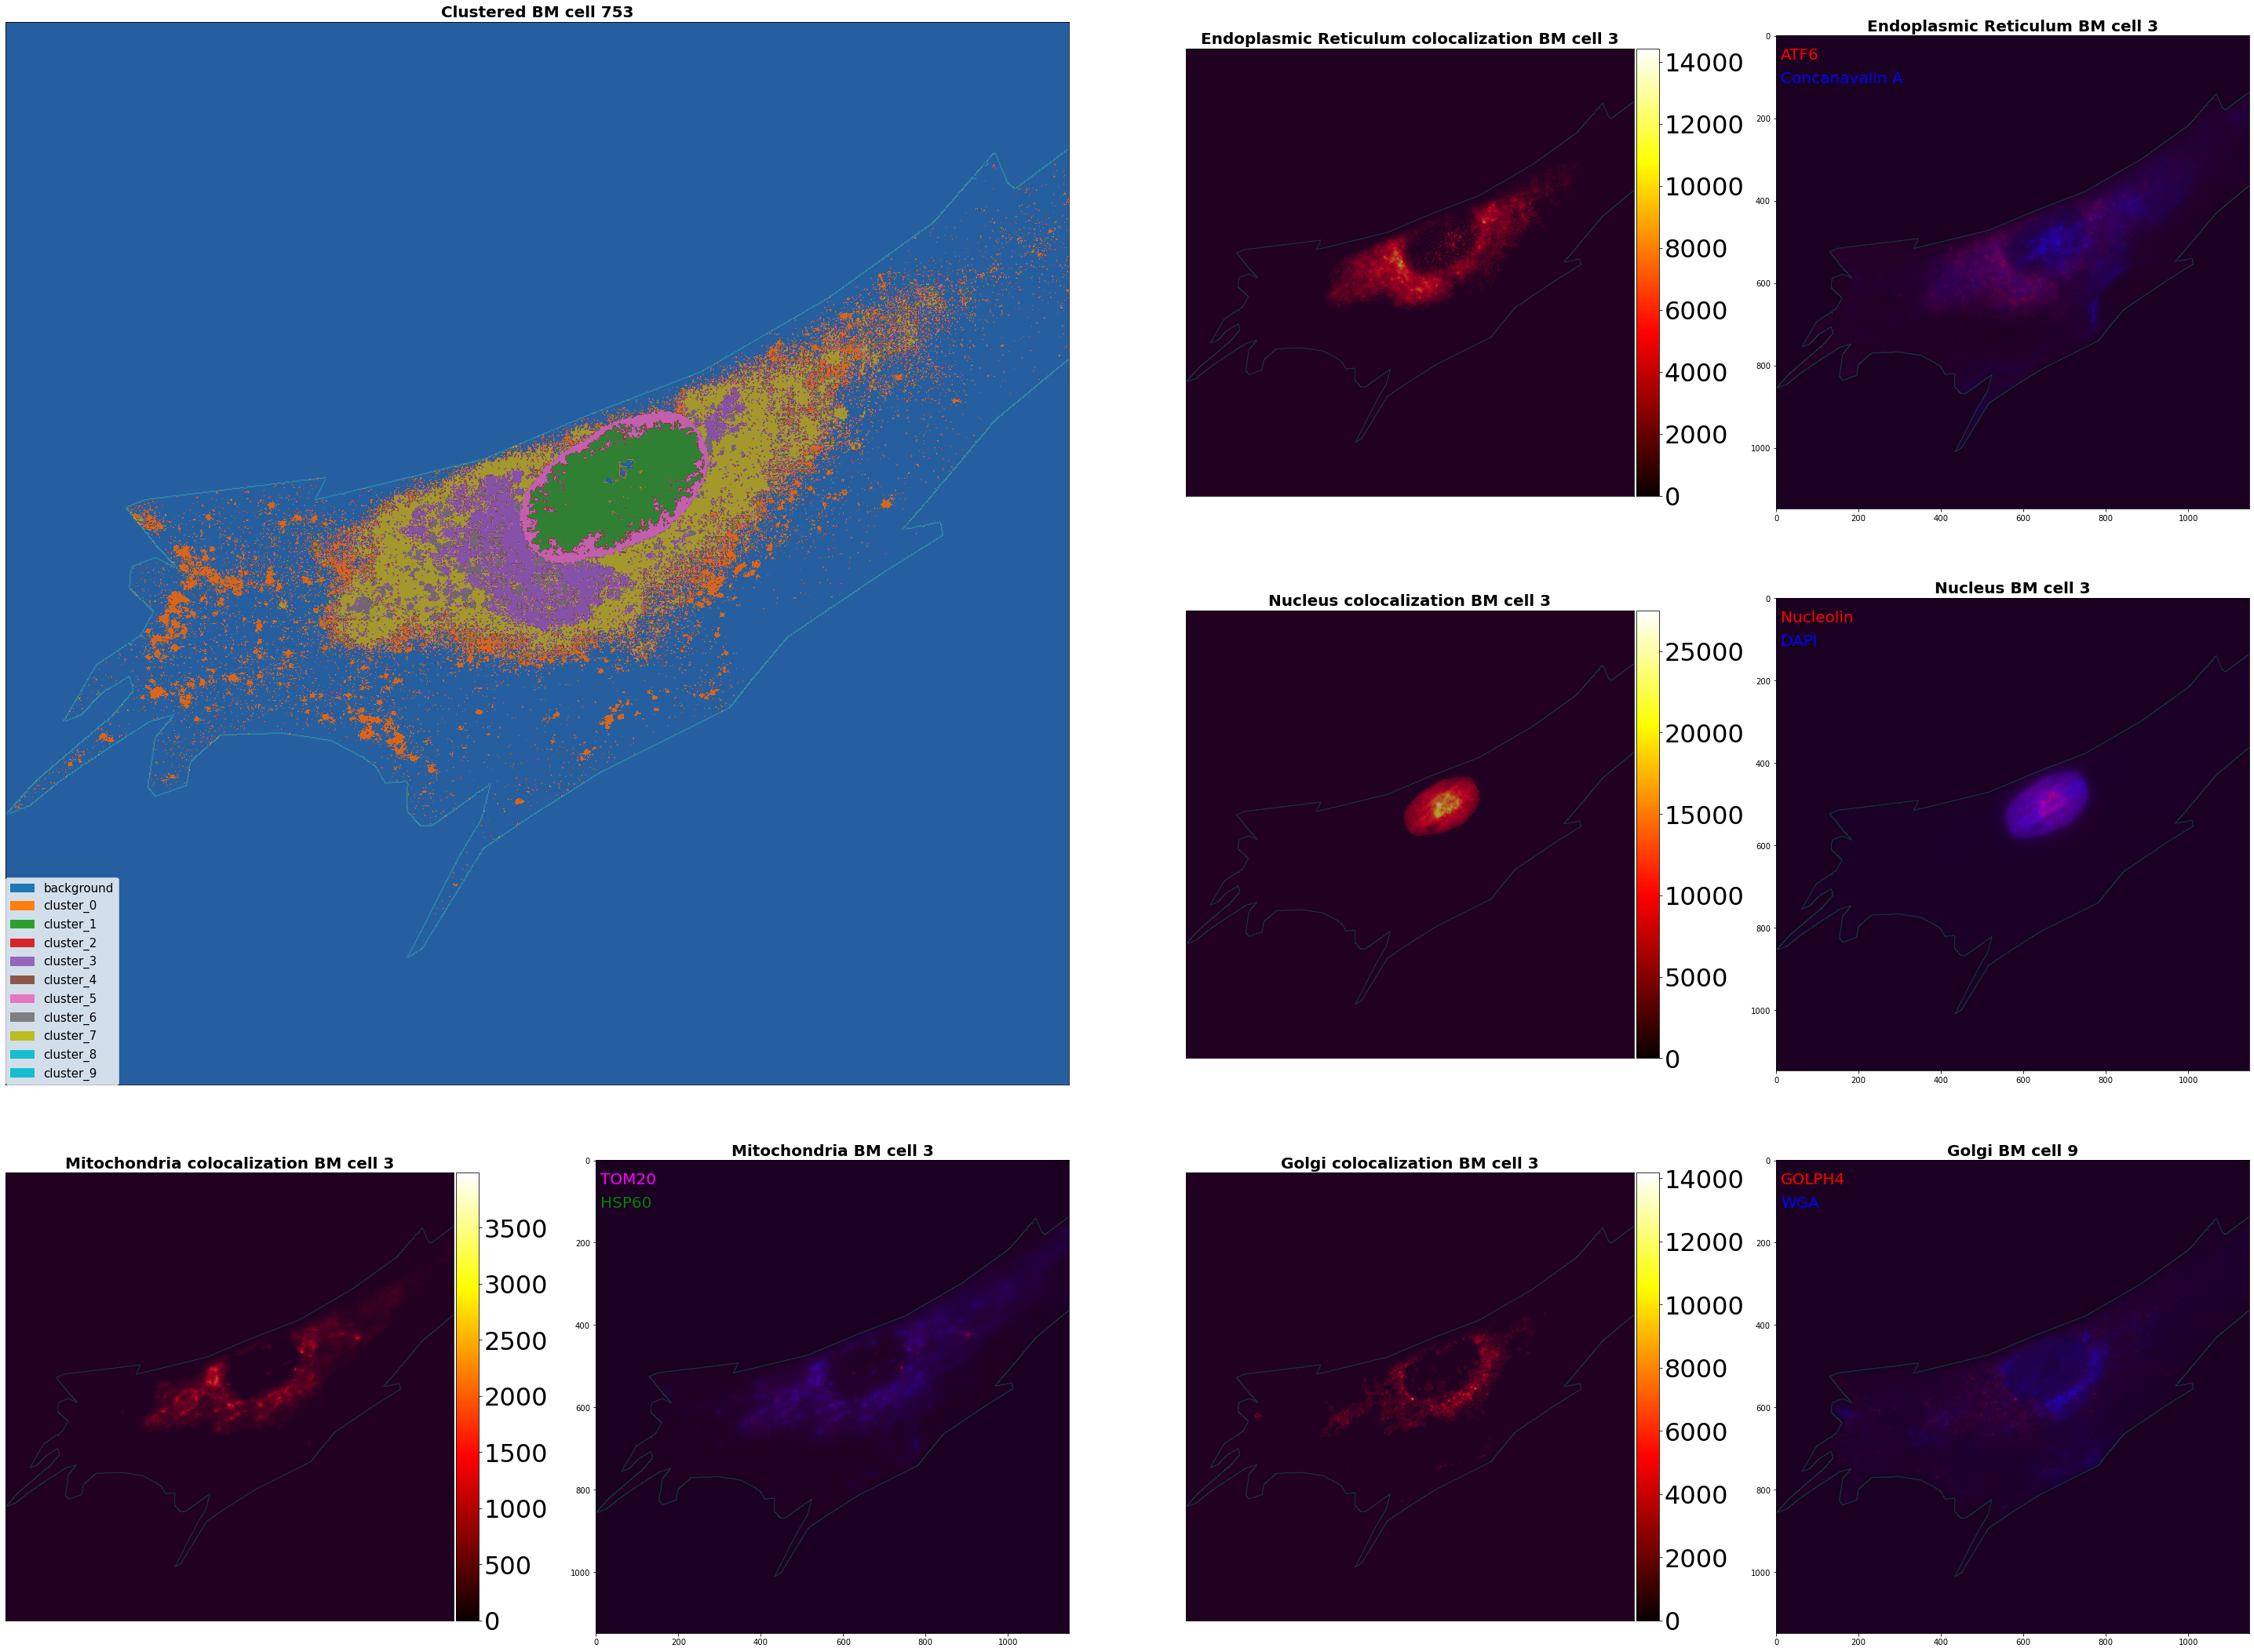 Clustered BM cell 753
background
cluster_0
cluster_1
cluster_2
cluster_3
cluster_4
cluster_5
cluster_6
cluster_7
cluster_8
cluster_9
Endoplasmic Reticulum colocalization BM cell 3
14000
12000
10000
8000
6000
4000
2000
0
Endoplasmic Reticulum BM cell 3
ATF6
Concanavalin A
0
200
400
600
800
1000
0 200 400 600 800 1000
Nucleus colocalization BM cell 3
25000
20000
15000
10000
5000
0
Nucleus BM cell 3
Nucleolin
DAPI
0
200
400
600
800
1000
0 200 400 600 800 1000
Mitochondria colocalization BM cell 3
3500
3000
2500
2000
1500
1000
500
0
Mitochondria BM cell 3
TOM20
HSP60
0
200
400
600
800
1000
0 200 400 600 800 1000
Golgi colocalization BM cell 3
14000
12000
10000
8000
6000
4000
2000
0
Golgi BM cell 9
GOLPH4
WGA
0
200
400
600
800
1000
0 200 400 600 800 1000